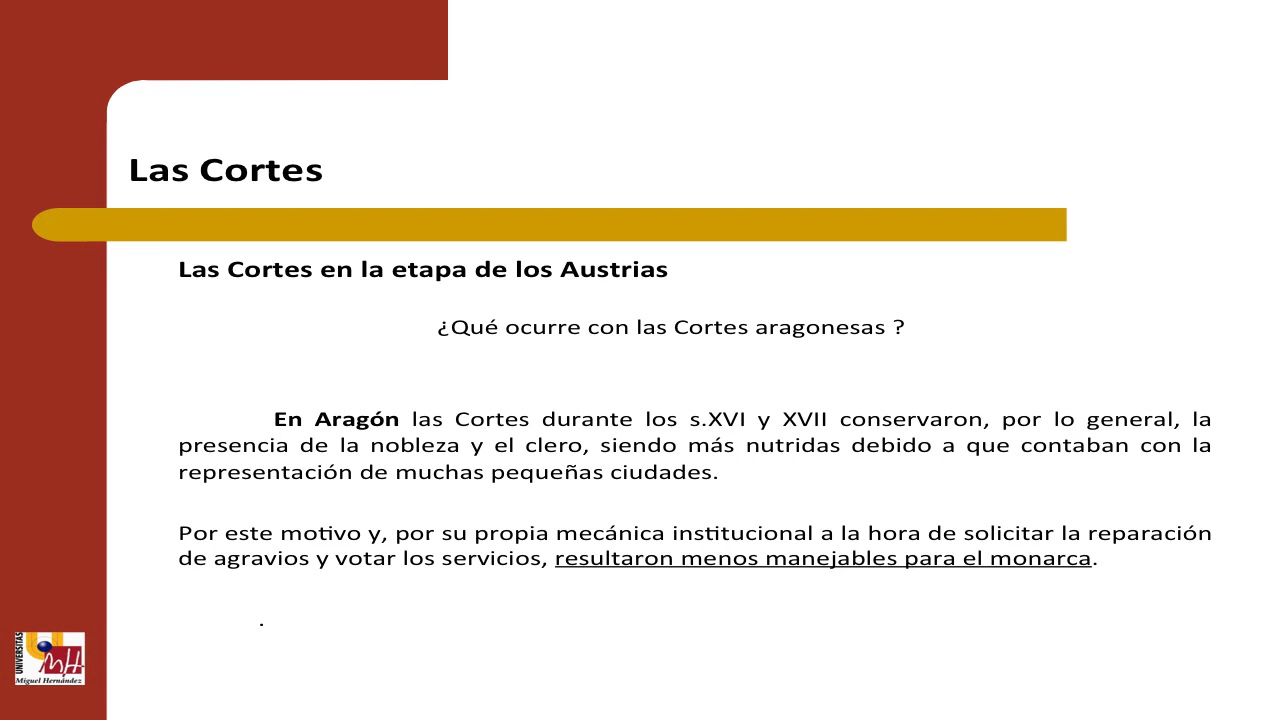 Las Cortes
Las Cortes en la etapa de los Austrias
¿Qué ocurre con las Cortes aragonesas ?
En Aragón las Cortes durante los s.XVI y XVII conservaron, por lo general, la
presencia de la nobleza y el clero, siendo más nutridas debido a que contaban con la
representación de muchas pequeñas ciudades.
Por este motivo y, por su propia mecánica institucional a la hora de solicitar la reparación
de agravios y votar los servicios, resultaron menos manejables para el monarca.
.
UNIVERSITAS
Miguel Hernández